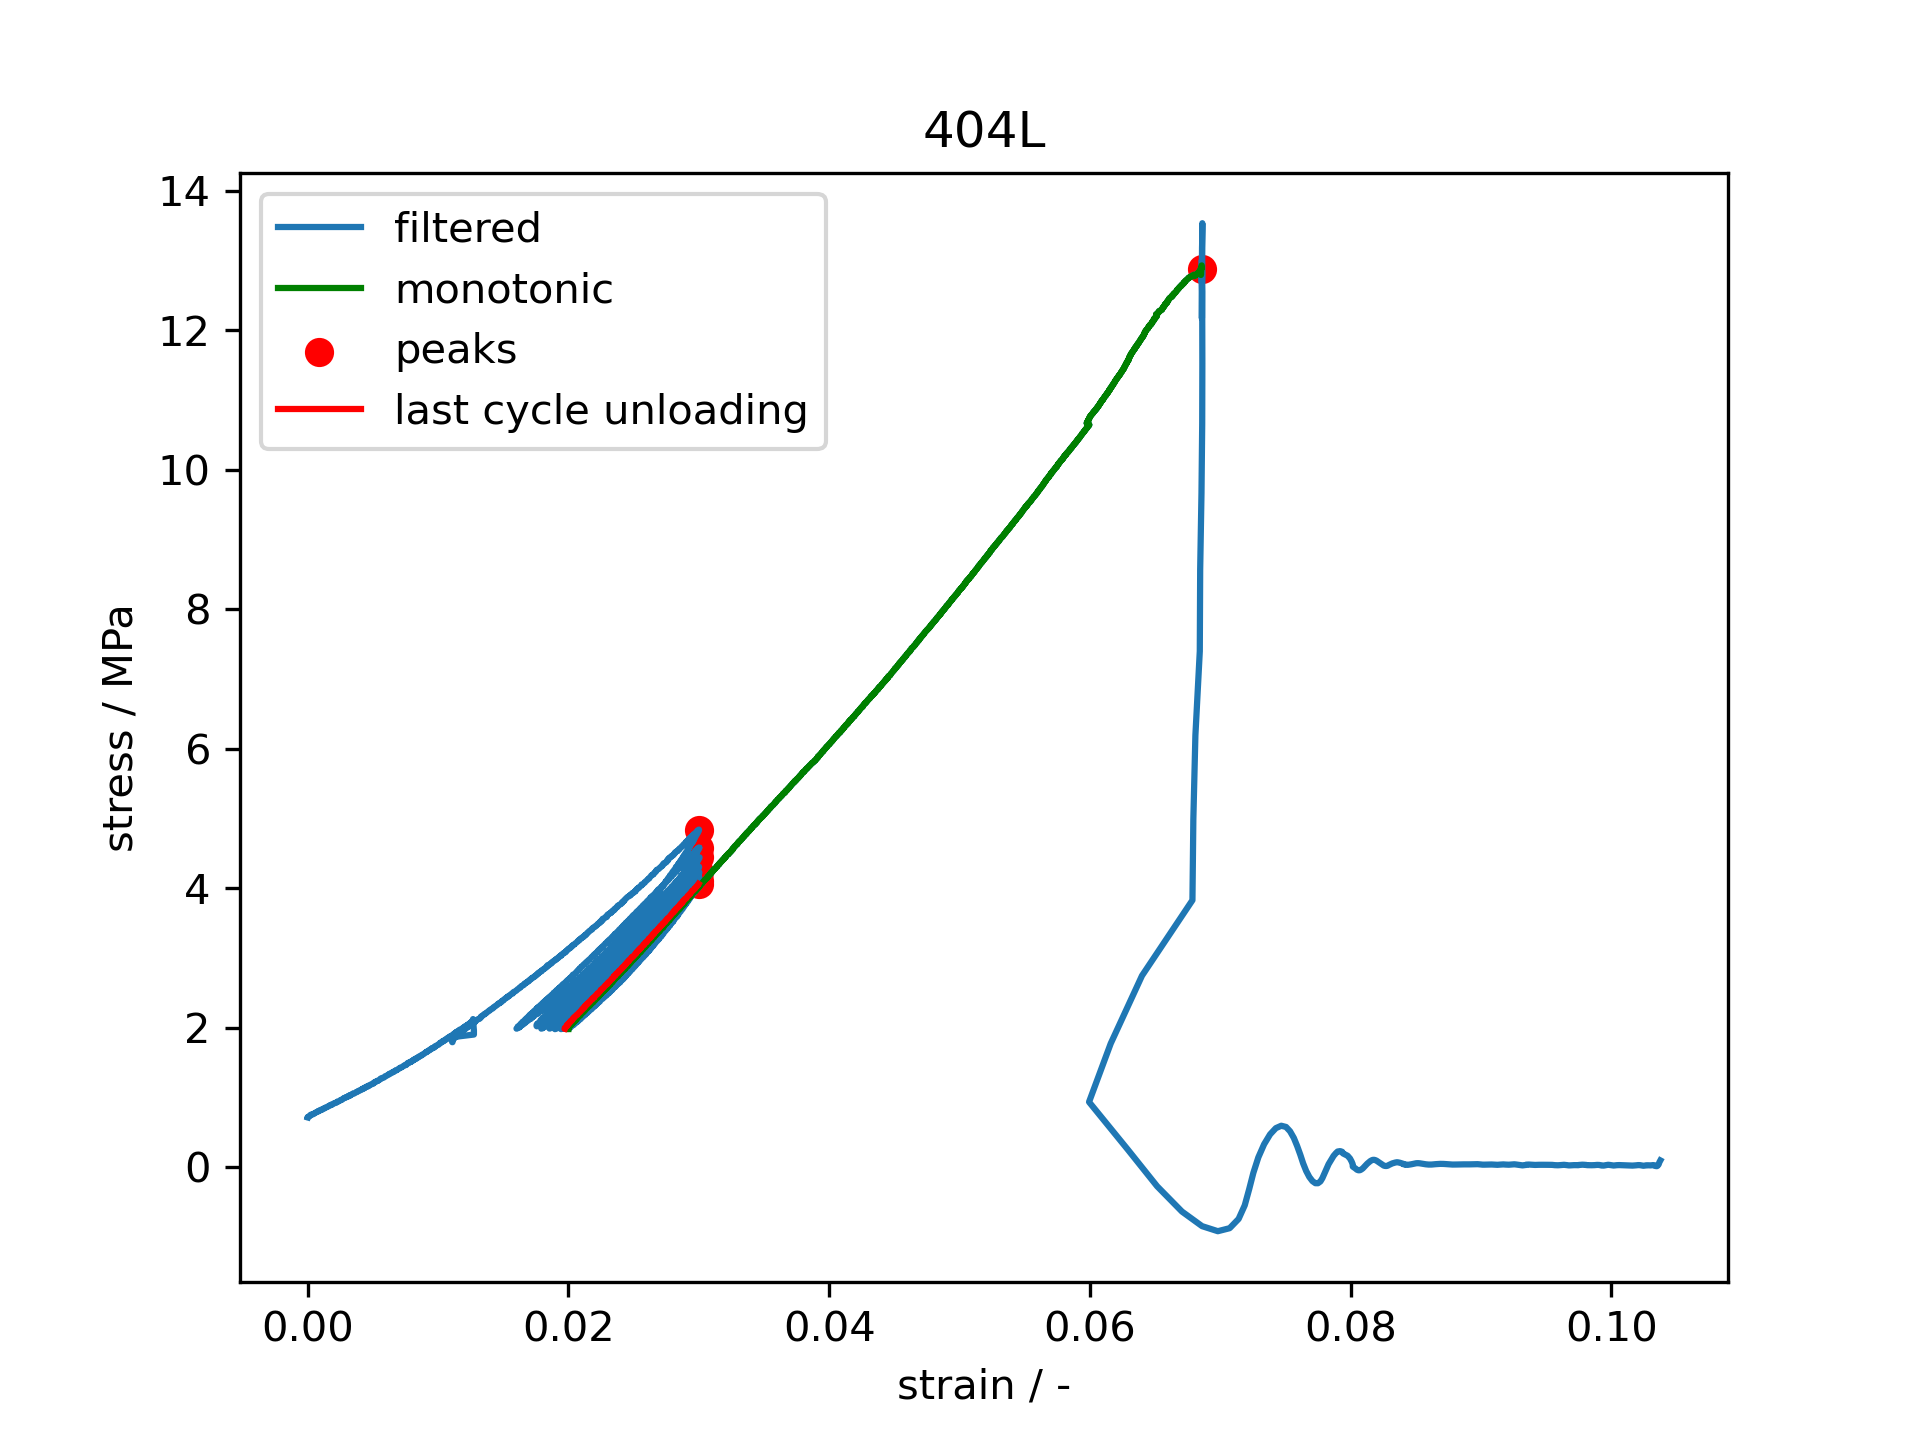 404L
filtered
monotonic
peaks
last cycle unloading
14
12
10
8
6
4
2
0
stress / MPa
0.00 0.02 0.04 0.06 0.08 0.10
strain / -